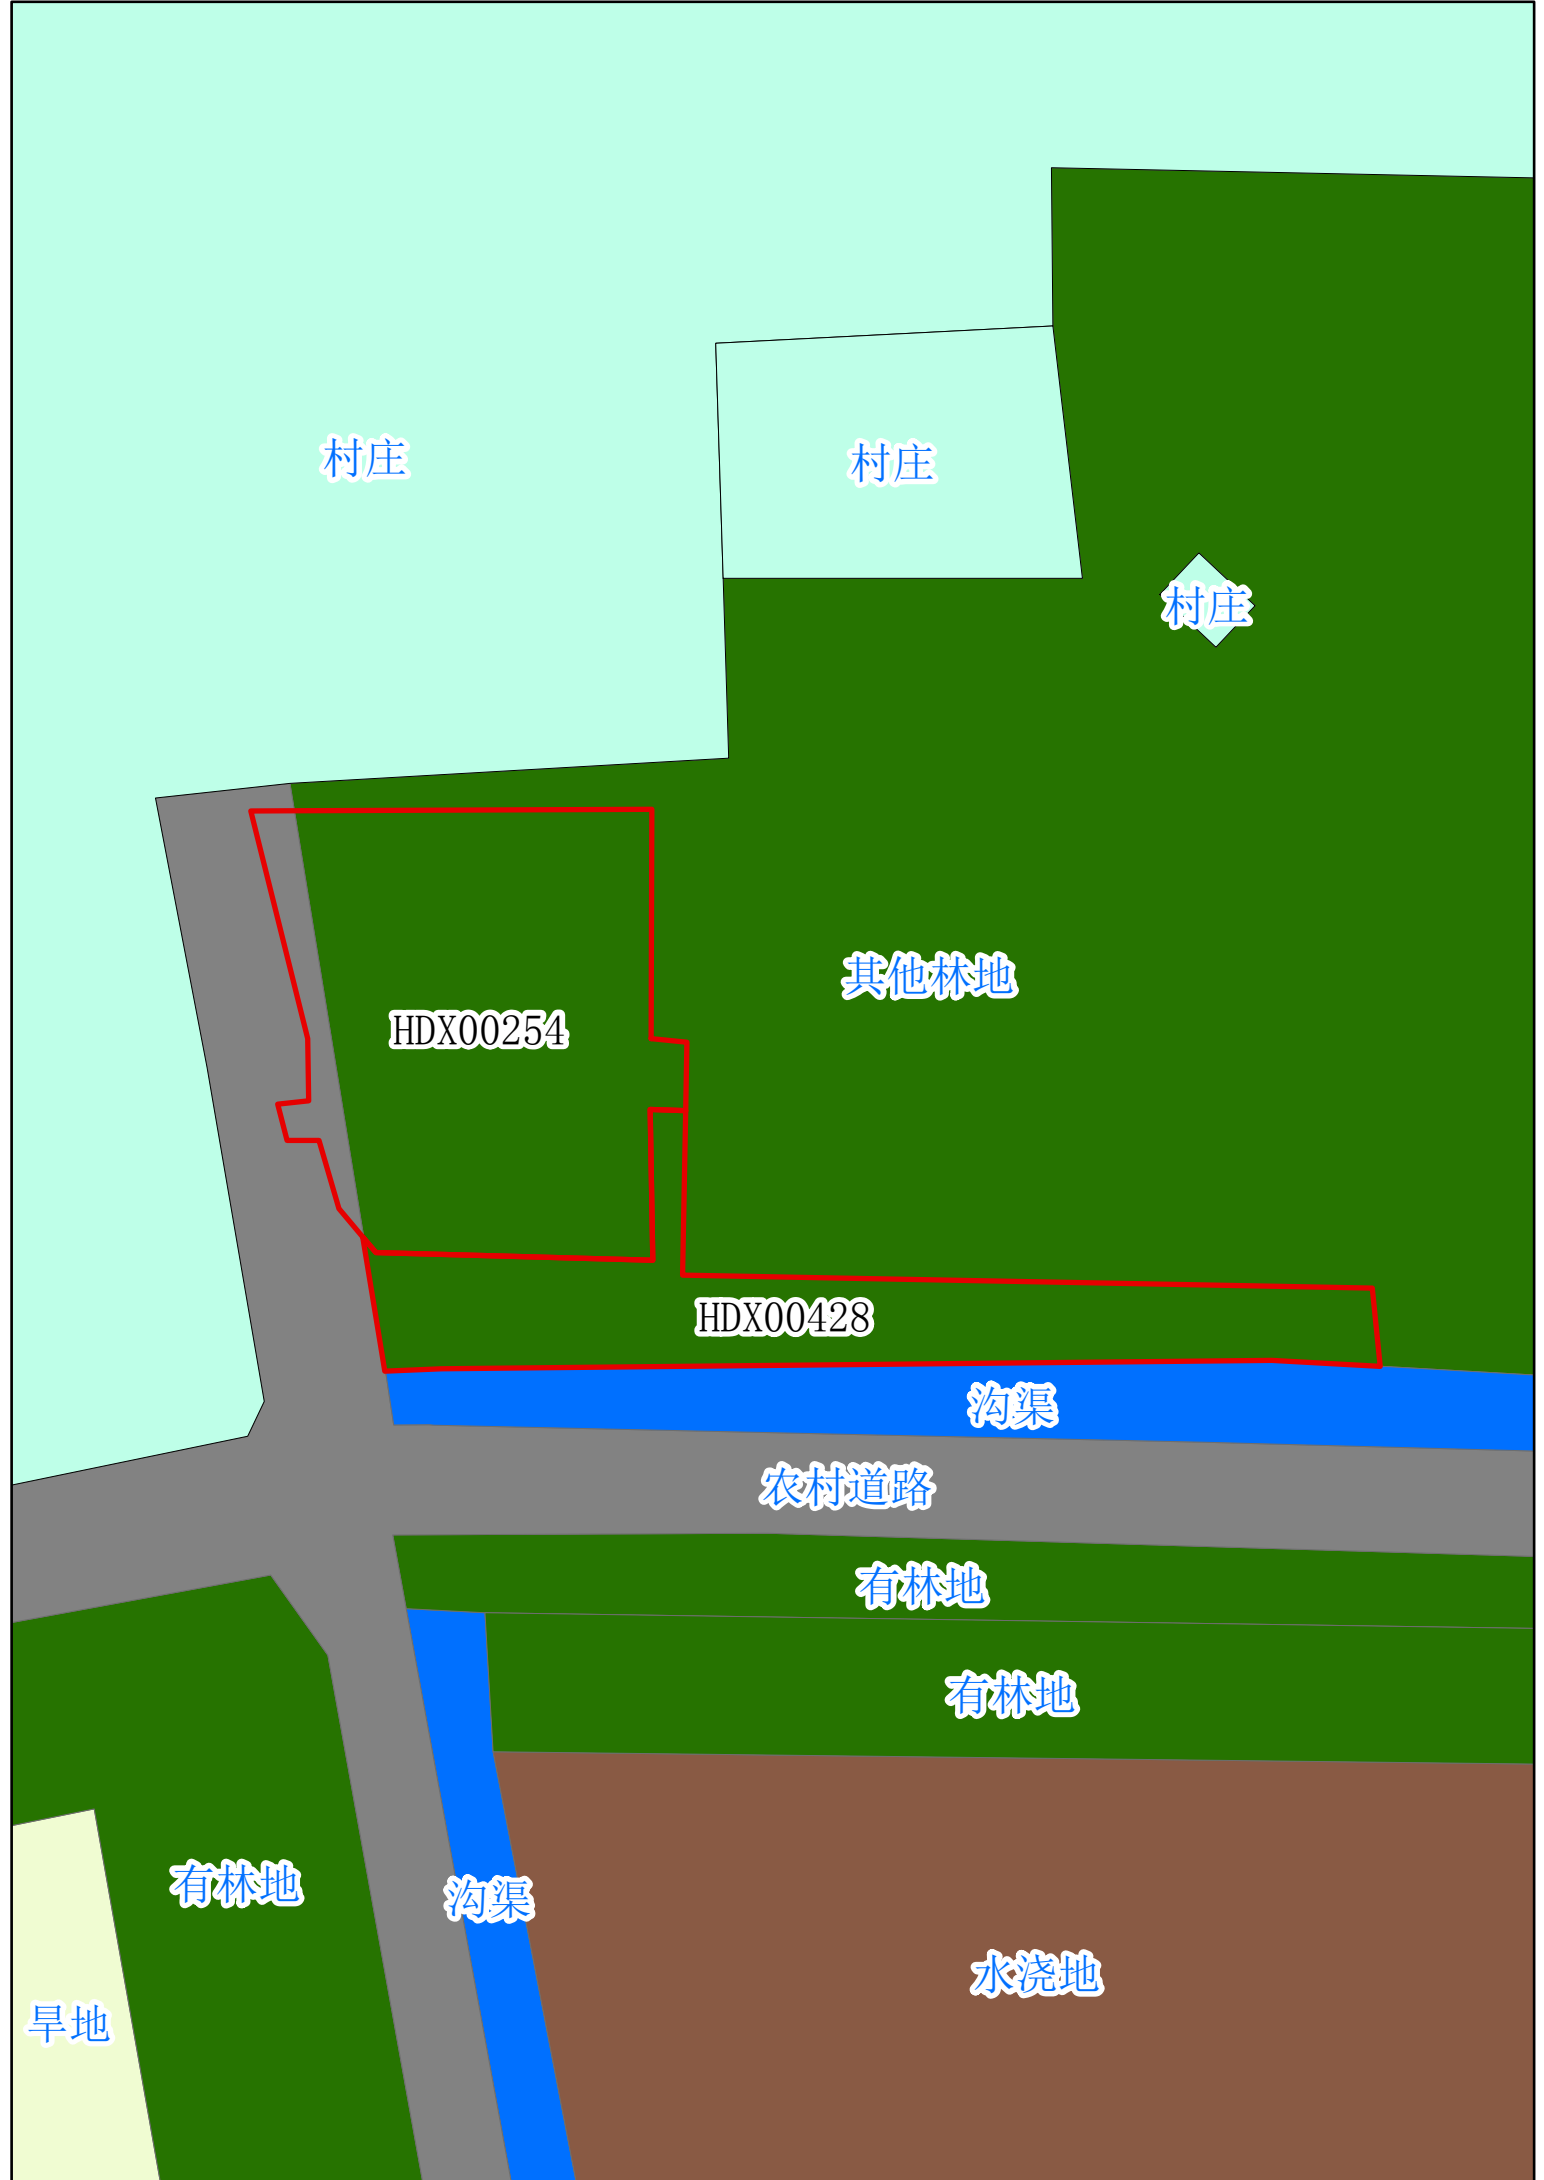 村庄
村庄
村庄
其他林地
HDX00254
HDX00428
沟渠
农村道路
有林地
有林地
有林地
沟渠
水浇地
旱地